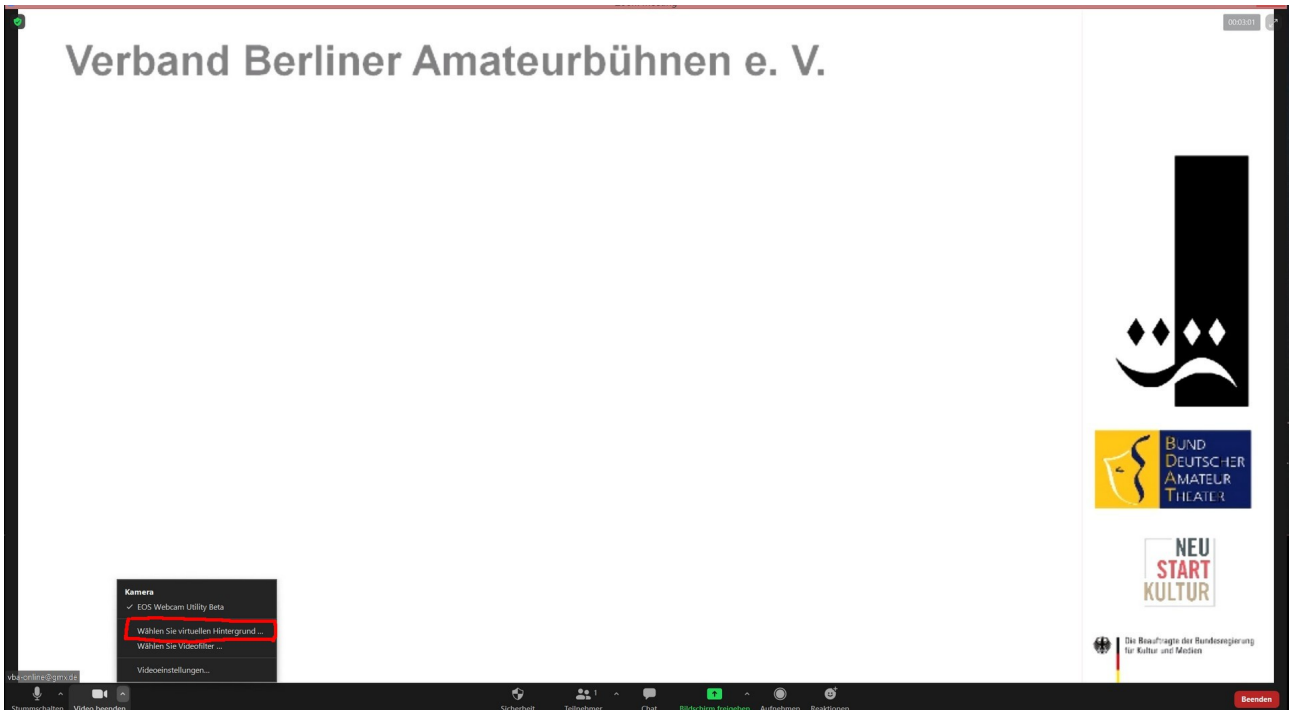 00:03:01
Verband Berliner Amateurbühnen e. V.
BUND
DEUTSCHER
AMATEUR
THEATER
NEU
START
KULTUR
Die Beauftragte der Bundesregierung
für Kultur und Medien
Kamera
✓ EOS Webcam Utility Beta
Wählen Sie virtuellen Hintergrund ...
Wählen Sie Videofilter ...
Videoeinstellungen...
vba-online@gmx.de
Stummschalten Video beenden Sicherheit Teilnehmer 1 Chat Bildschirm freigeben Aufnehmen Reaktionen Beenden